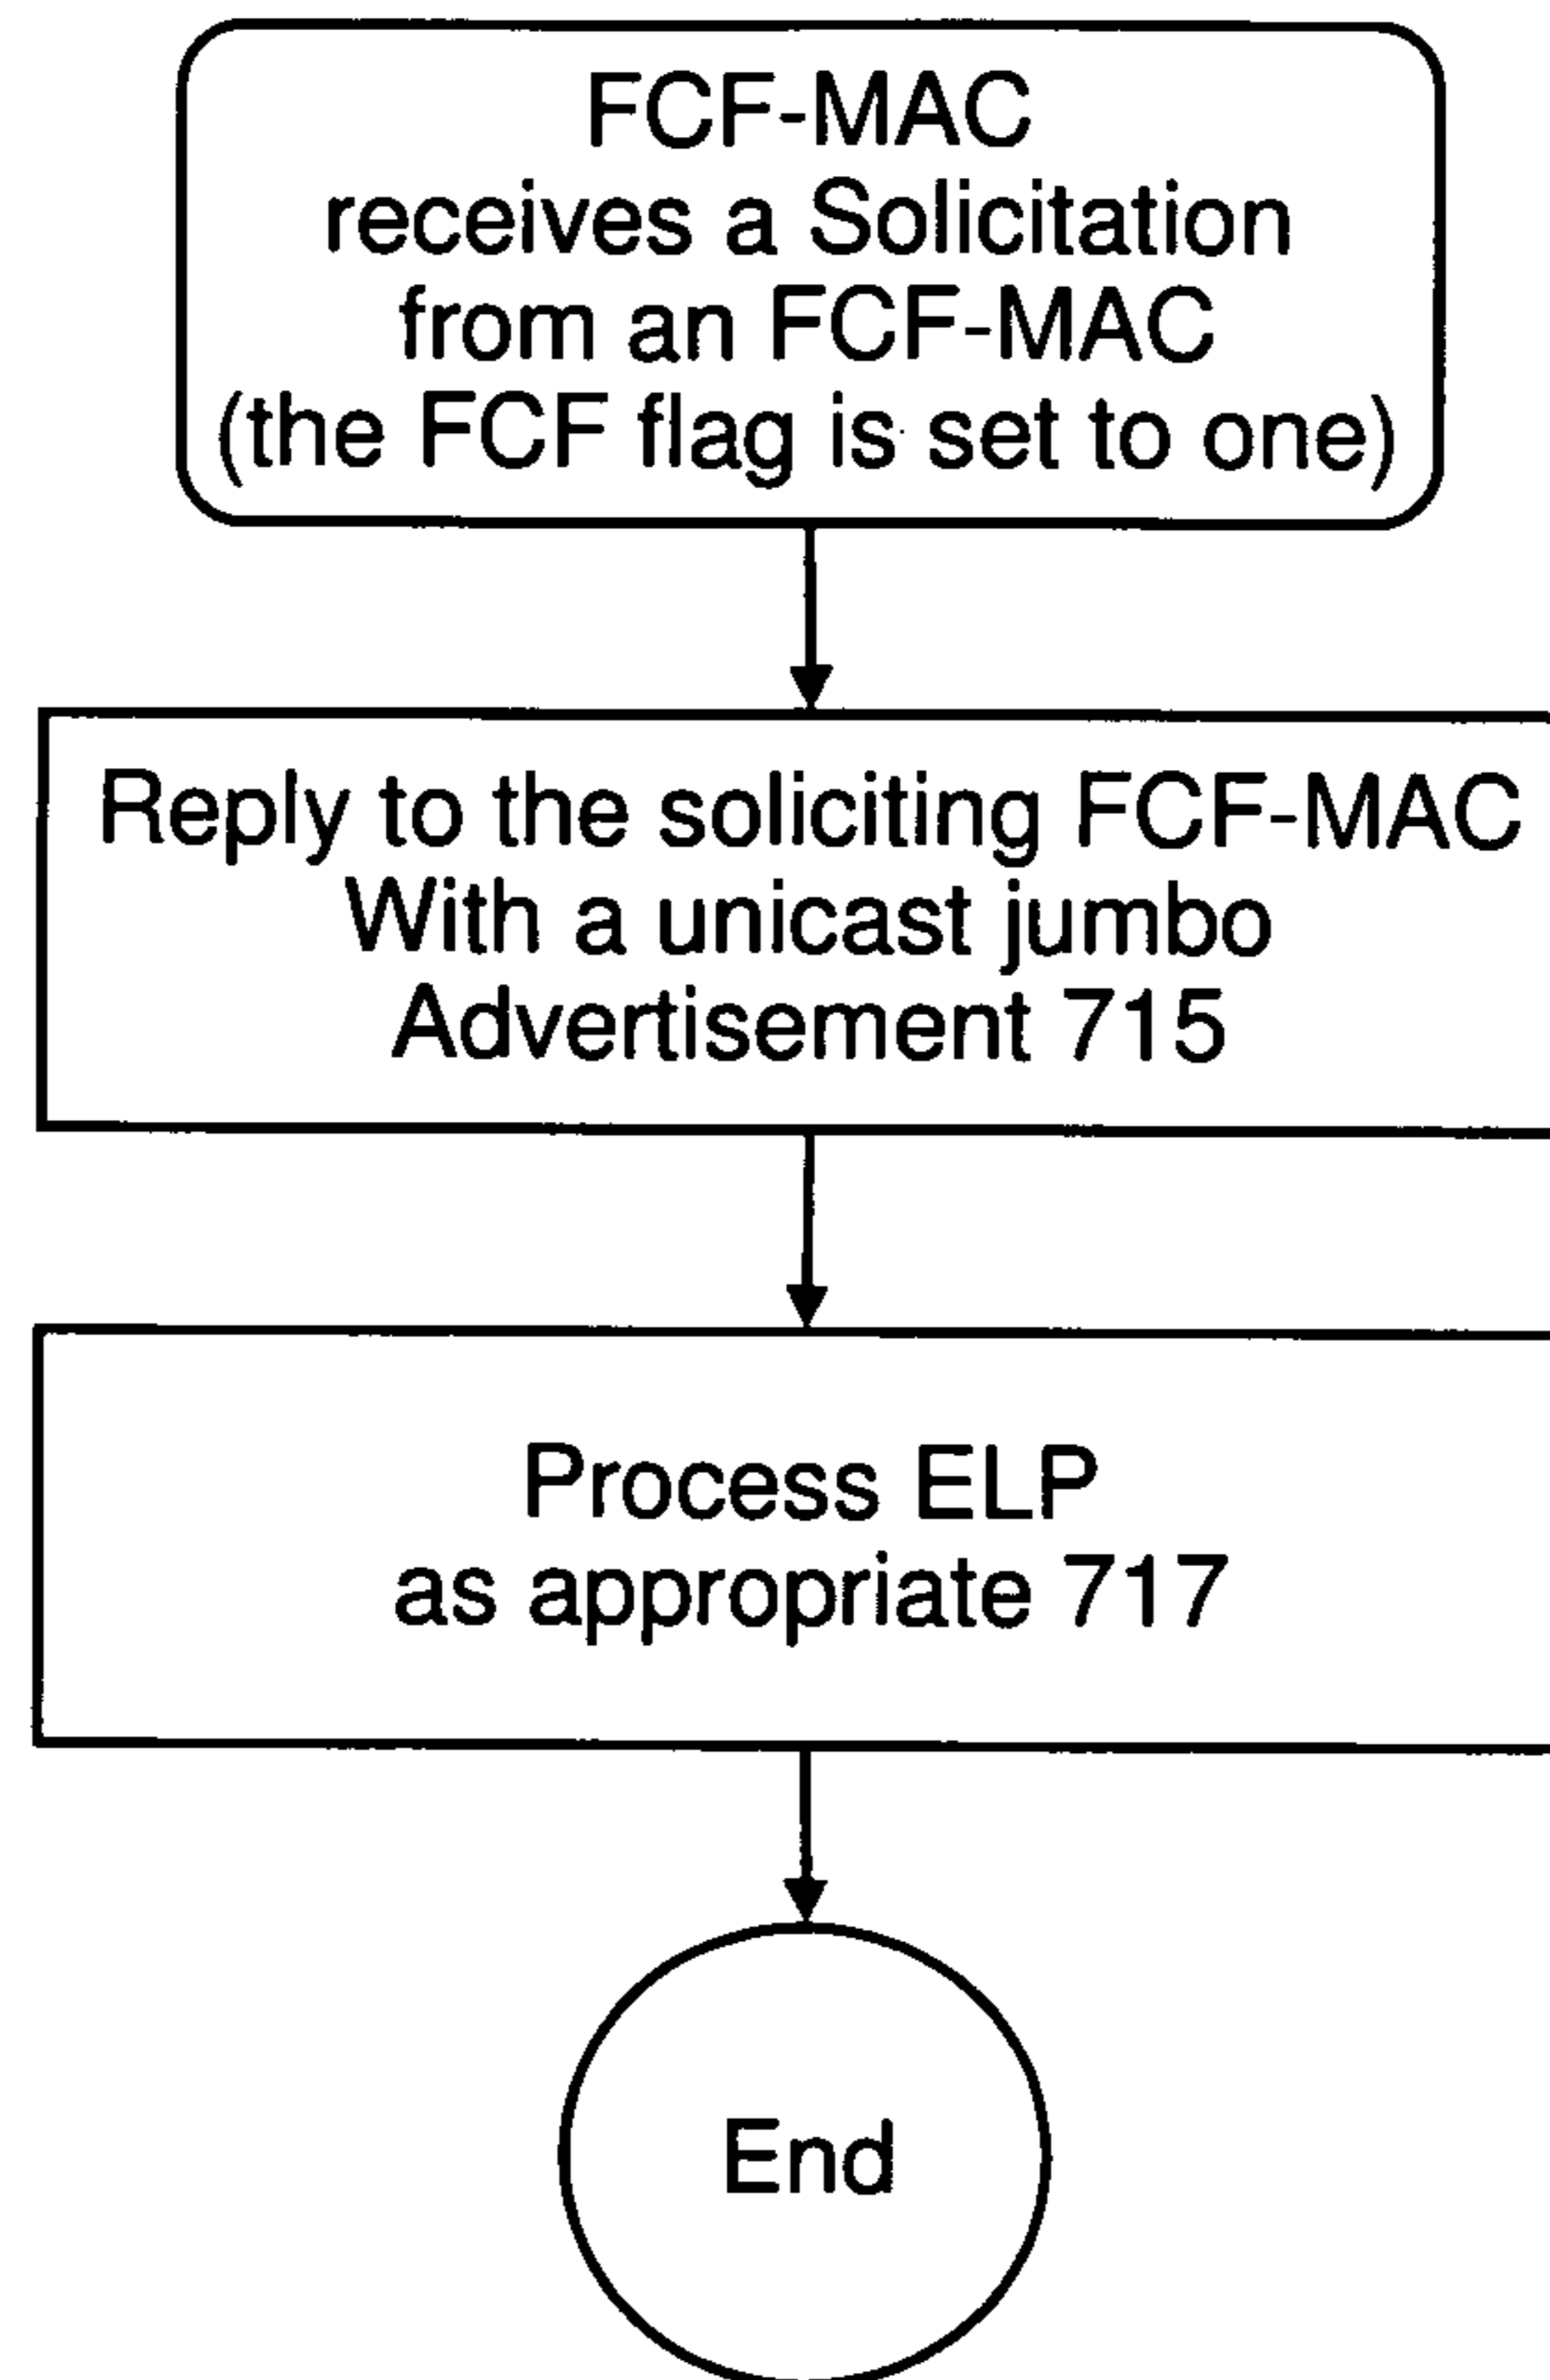 FCF-MAC
receives a Solicitation
from an FCF-MAC
(the FCF flag is set to one)
Reply to the soliciting FCF-MAC
With a unicast jumbo
Advertisement 715
Process ELP
as appropriate 717
End